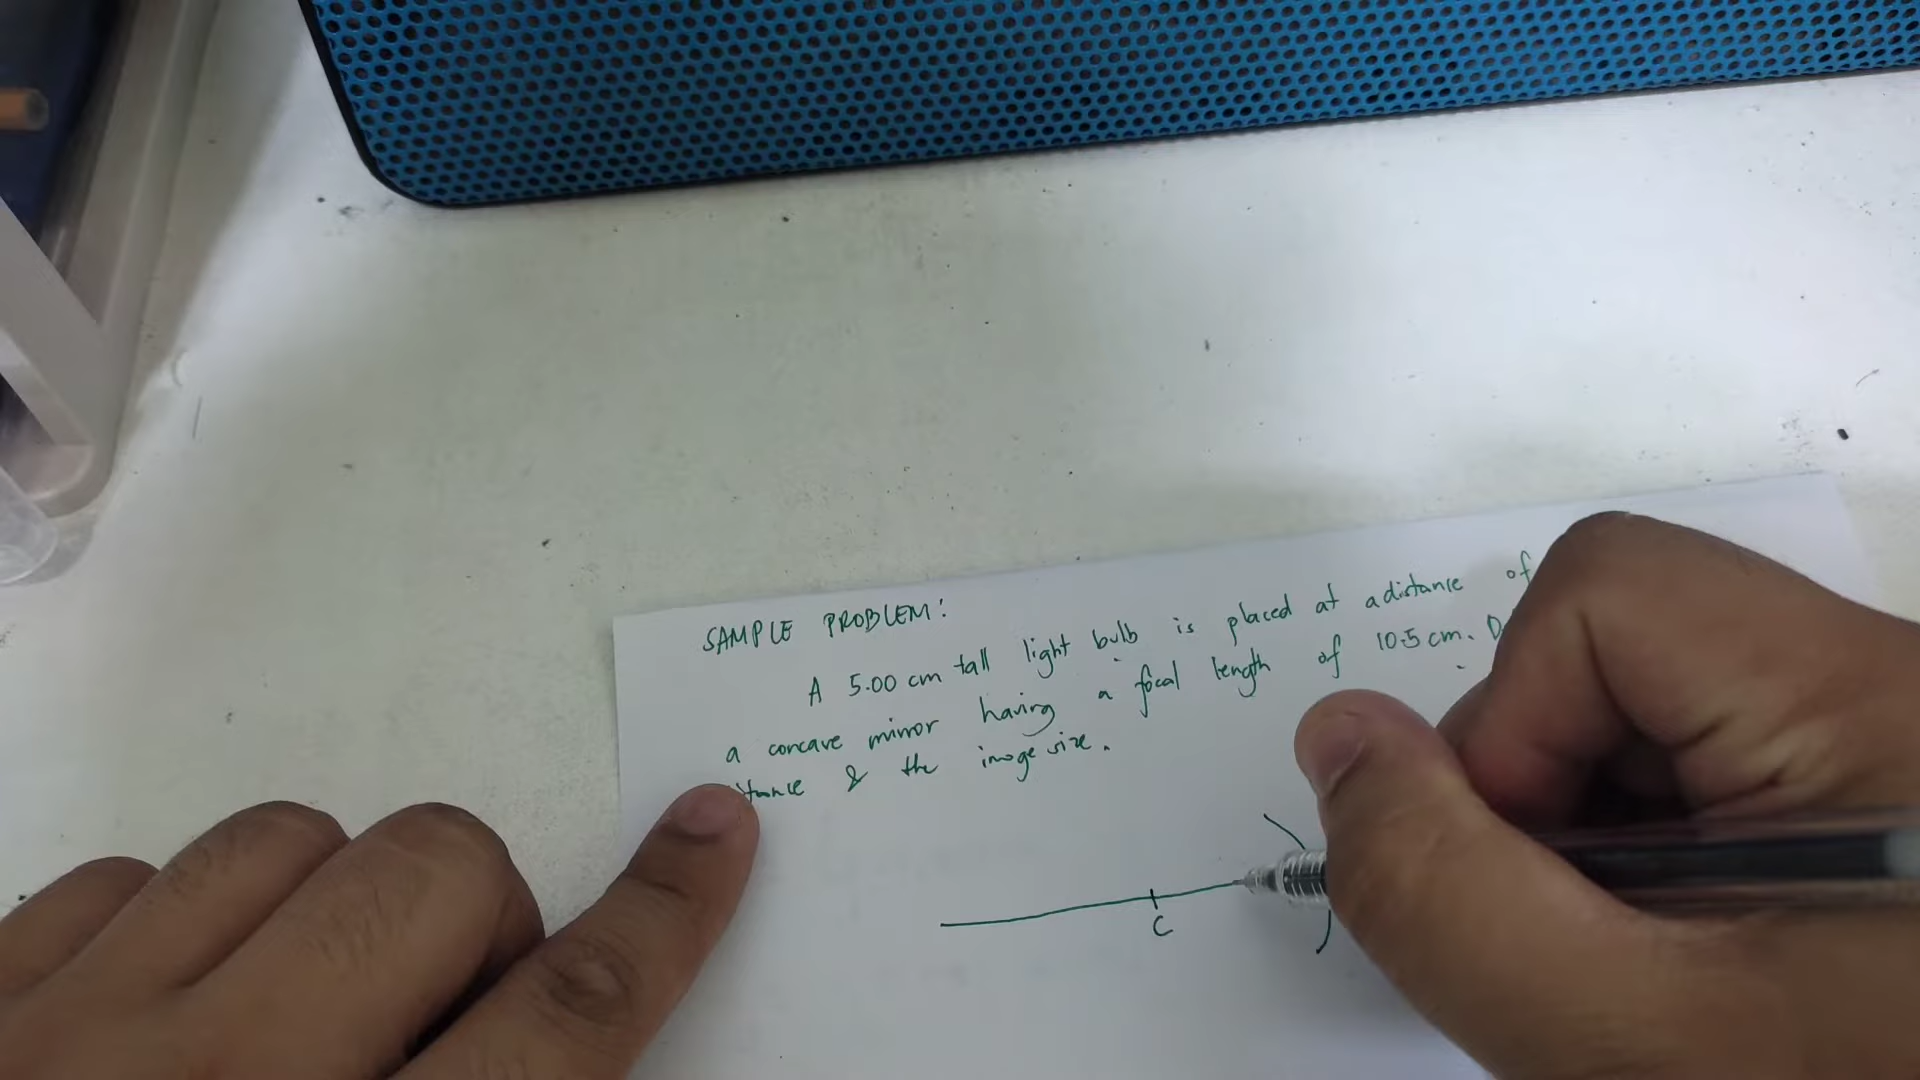 SAMPLE PROBLEM:
A 5.00 cm tall light bulb is placed at a distance of
a concave mirror having a focal length of 10.5 cm. D
tance & the image size.
C